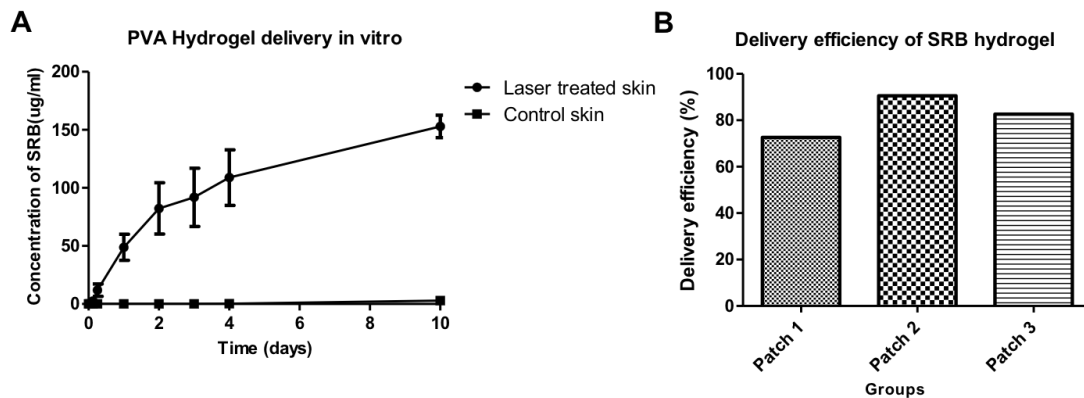 A
PVA Hydrogel delivery in vitro
Concentration of SRB(ug/ml)
200
150
100
50
0
0
2
4
6
8
10
Time (days)
Laser treated skin
Control skin
B
Delivery efficiency of SRB hydrogel
Delivery efficiency (%)
100
80
60
40
20
0
Patch 1
Patch 2
Patch 3
Groups